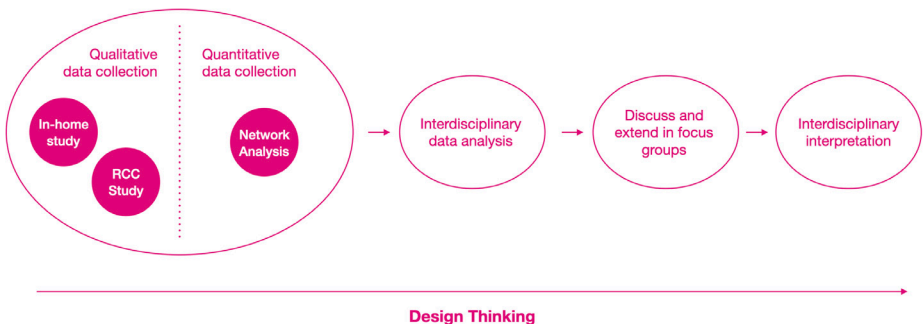 Qualitative
data collection
Quantitative
data collection
In-home
study
RCC
Study
Network
Analysis
Interdisciplinary
data analysis
Discuss and
extend in focus
groups
Interdisciplinary
interpretation
Design Thinking